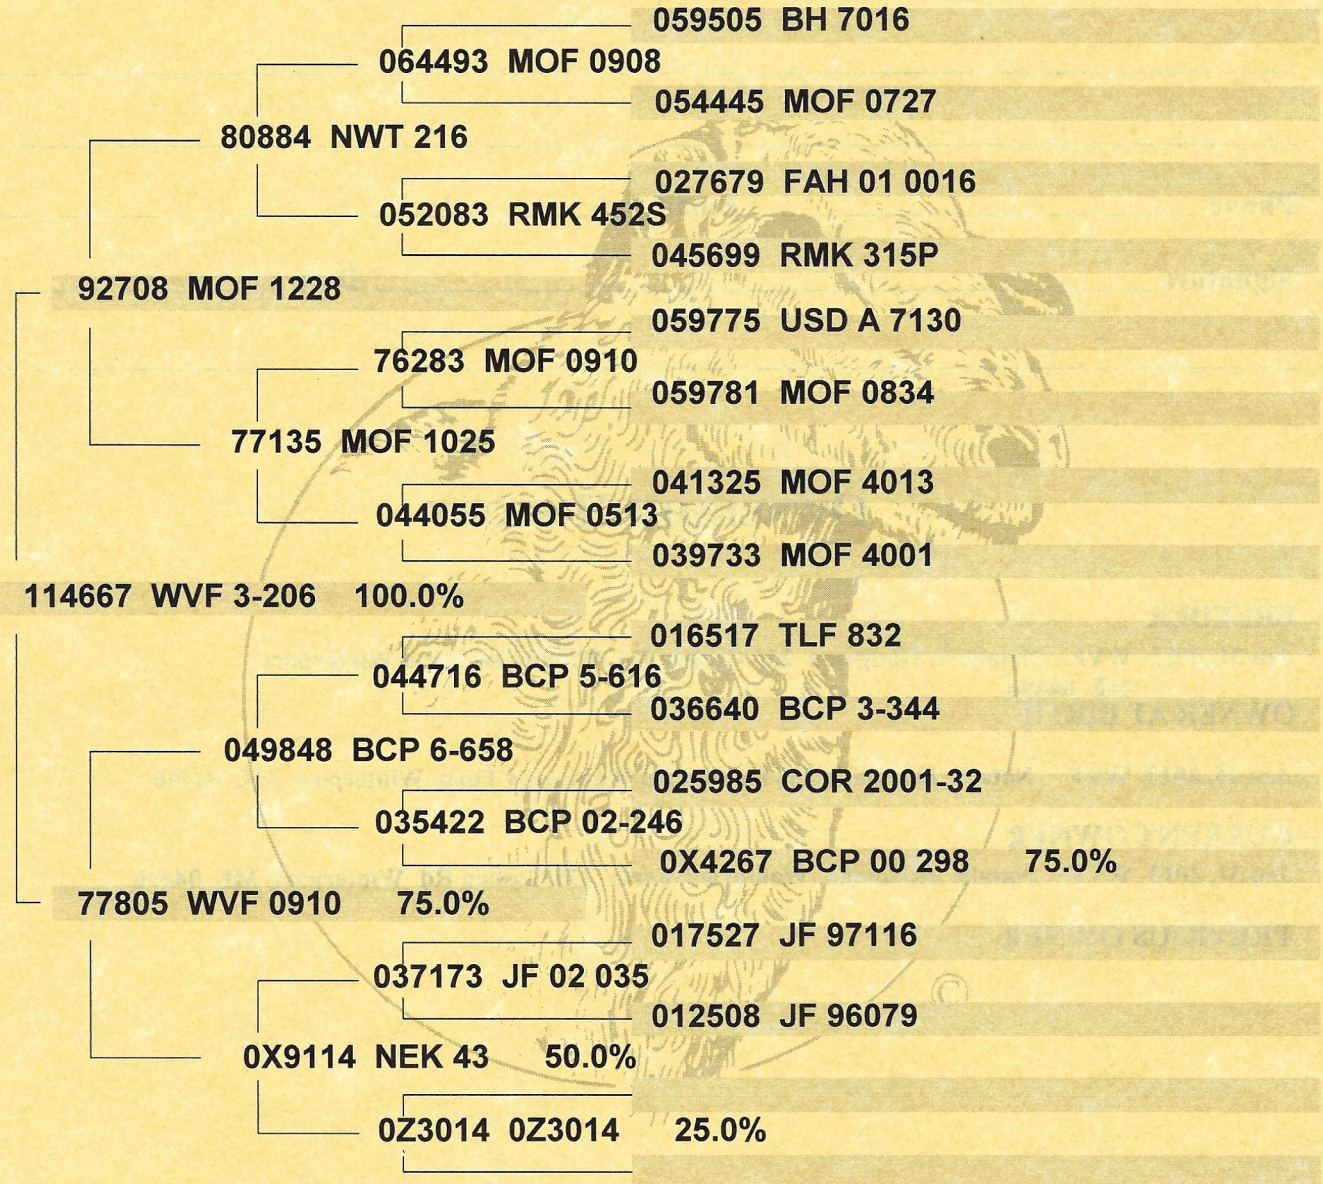 059505 BH 7016
064493 MOF 0908
054445 MOF 0727
80884 NWT 216
027679 FAH 01 0016
052083 RMK 452S
045699 RMK 315P
92708 MOF 1228
059775 USD A 7130
76283 MOF 0910
059781 MOF 0834
77135 MOF 1025
041325 MOF 4013
044055 MOF 0513
039733 MOF 4001
114667 WVF 3-206 100.0%
016517 TLF 832
044716 BCP 5-616
036640 BCP 3-344
049848 BCP 6-658
025985 COR 2001-32
035422 BCP 02-246
0X4267 BCP 00 298 75.0%
77805 WVF 0910 75.0%
017527 JF 97116
037173 JF 02 035
©
012508 JF 96079
0X9114 NEK 43 50.0%
0Z3014 0Z3014 25.0%